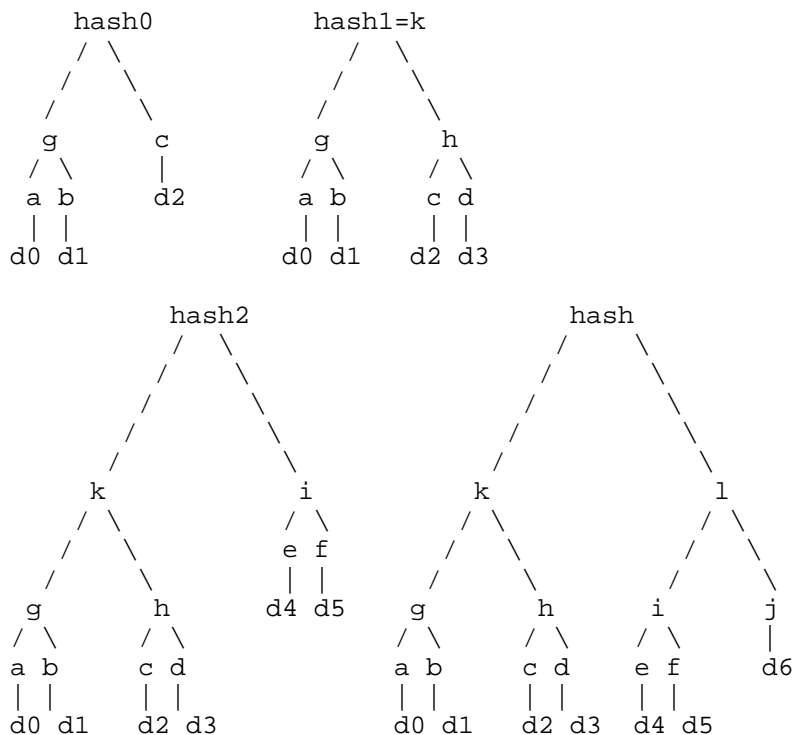 hash0 hash1=k
g c g h
a b d2 a b c d
d0 d1 d0 d1 d2 d3
hash2 hash
k i k l
e f
g h d4 d5 g h i j
a b c d a b c d e f d6
d0 d1 d2 d3 d0 d1 d2 d3 d4 d5